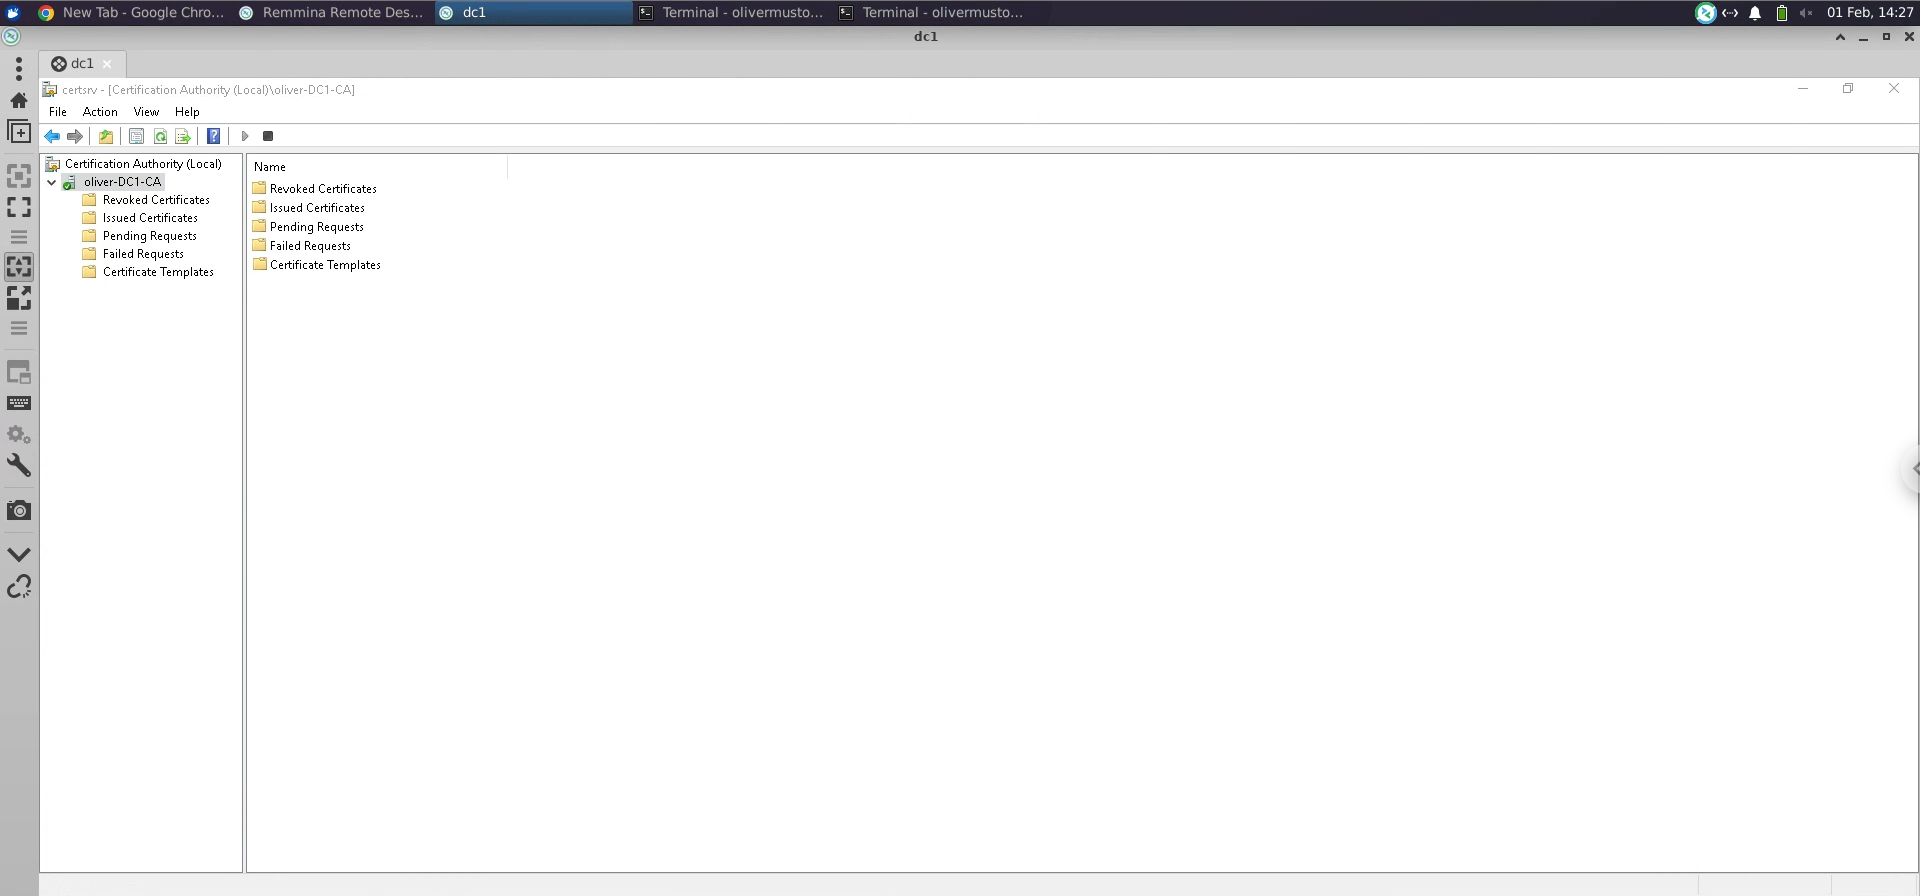 New Tab - Google Chro...
Remmina Remote Des...
dc1
Terminal - olivermusto...
Terminal - olivermusto...
01 Feb, 14:27
dc1
dc1
certsrv - [Certification Authority (Local)\oliver-DC1-CA]
File Action View Help
Certification Authority (Local)
oliver-DC1-CA
Revoked Certificates
Issued Certificates
Pending Requests
Failed Requests
Certificate Templates
Name
Revoked Certificates
Issued Certificates
Pending Requests
Failed Requests
Certificate Templates